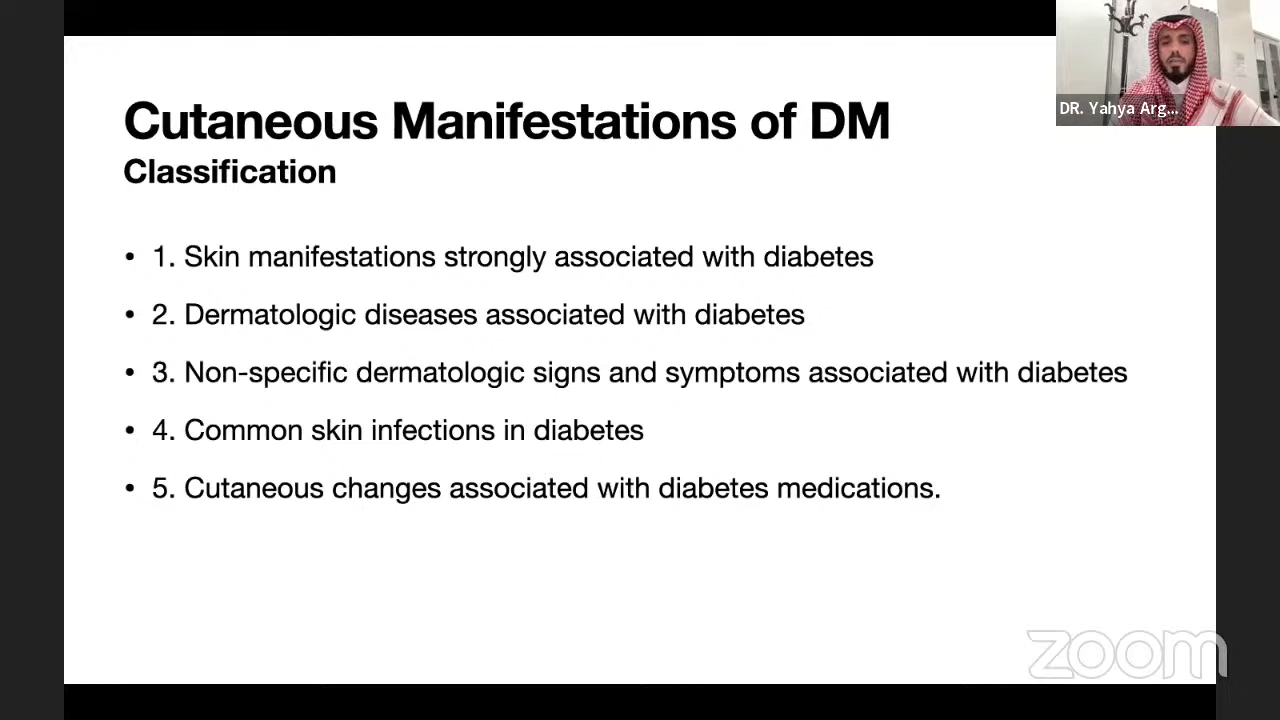 Cutaneous Manifestations of DM
Classification
• 1. Skin manifestations strongly associated with diabetes
• 2. Dermatologic diseases associated with diabetes
• 3. Non-specific dermatologic signs and symptoms associated with diabetes
• 4. Common skin infections in diabetes
• 5. Cutaneous changes associated with diabetes medications.
DR. Yahya Arg...
zoom